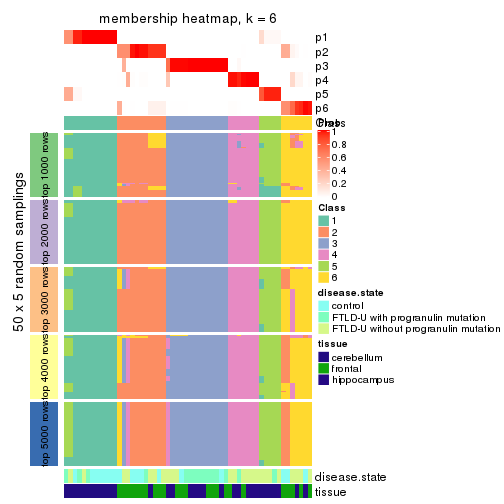 membership heatmap, k = 6
p1
p2
p3
p4
p5
p6
Class
Prob
1
0.8
0.6
0.4
0.2
0
Class
1
2
3
4
5
6
disease.state
control
FTLD-U with progranulin mutation
FTLD-U without progranulin mutation
tissue
cerebellum
frontal
hippocampus
50 x 5 random samplings
top 1000 rows
top 2000 rows
top 3000 rows
top 4000 rows
top 5000 rows
disease.state
tissue